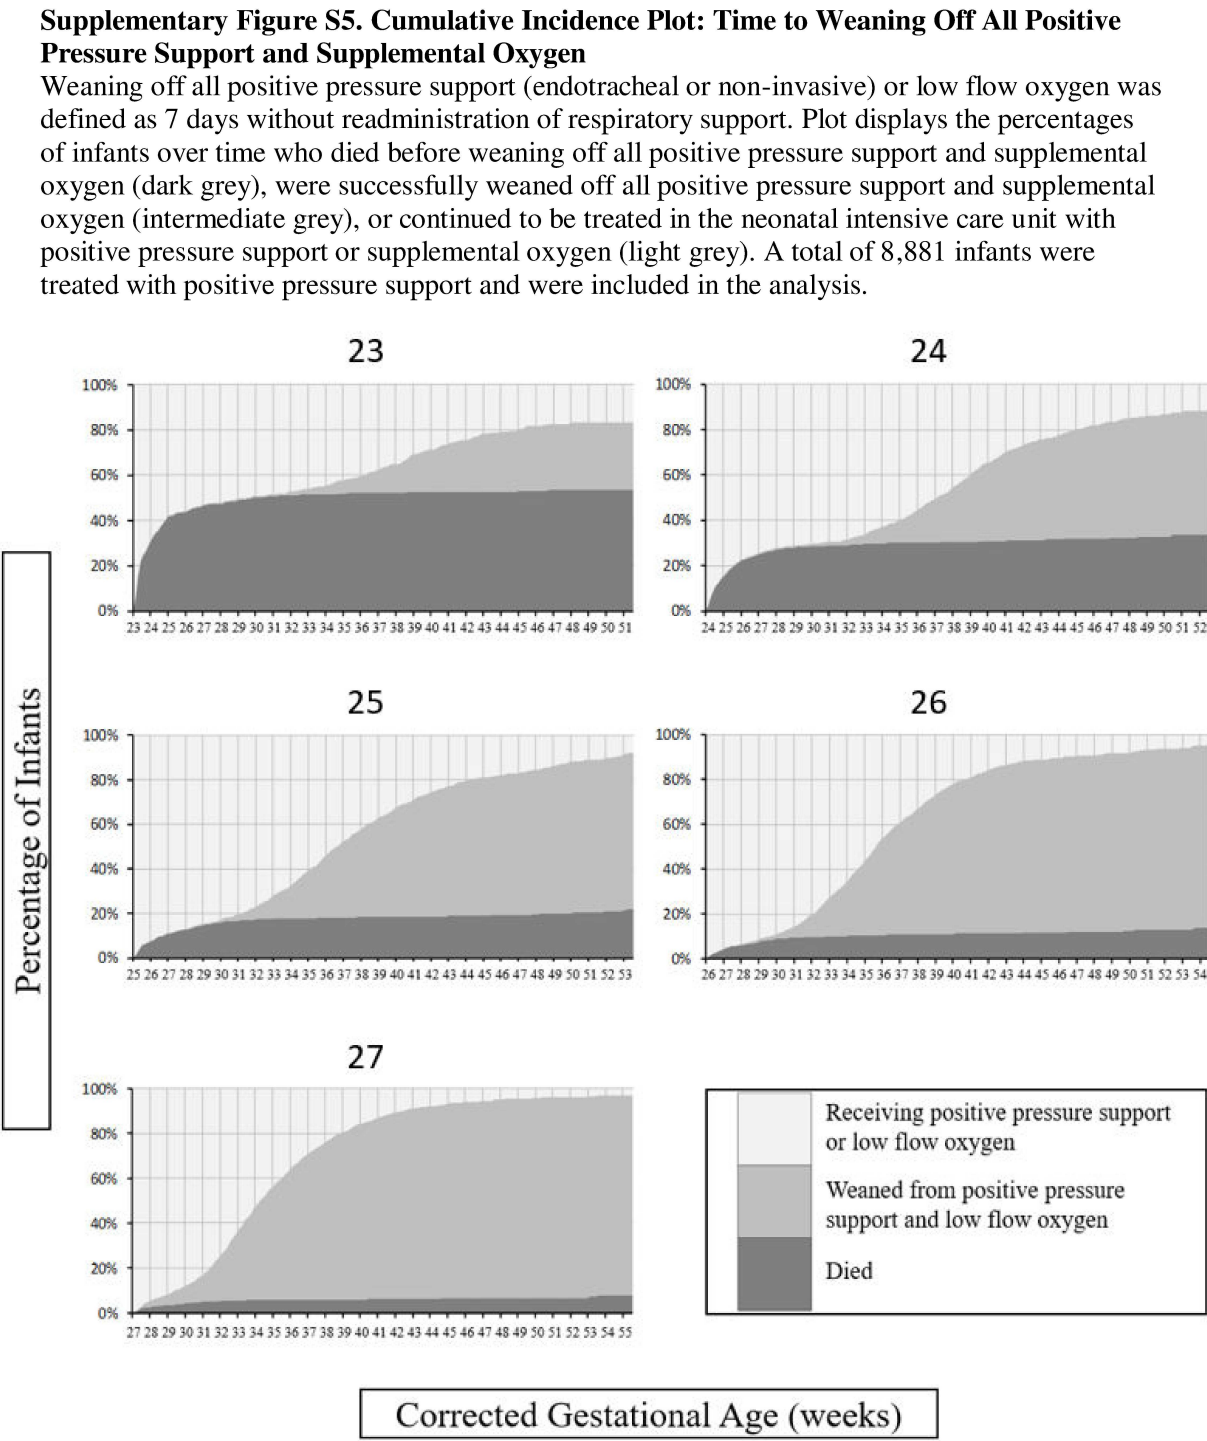 Supplementary Figure S5. Cumulative Incidence Plot: Time to Weaning Off All Positive
Pressure Support and Supplemental Oxygen
Weaning off all positive pressure support (endotracheal or non-invasive) or low flow oxygen was
defined as 7 days without readministration of respiratory support. Plot displays the percentages
of infants over time who died before weaning off all positive pressure support and supplemental
oxygen (dark grey), were successfully weaned off all positive pressure support and supplemental
oxygen (intermediate grey), or continued to be treated in the neonatal intensive care unit with
positive pressure support or supplemental oxygen (light grey). A total of 8,881 infants were
treated with positive pressure support and were included in the analysis.
Percentage of Infants
23
100%
80%
60%
40%
20%
0%
23 24 25 26 27 28 29 30 31 32 33 34 35 36 37 38 39 40 41 42 43 44 45 46 47 48 49 50 51
24
100%
80%
60%
40%
20%
0%
24 25 26 27 28 29 30 31 32 33 34 35 36 37 38 39 40 41 42 43 44 45 46 47 48 49 50 51 52
25
100%
80%
60%
40%
20%
0%
25 26 27 28 29 30 31 32 33 34 35 36 37 38 39 40 41 42 43 44 45 46 47 48 49 50 51 52 53
26
100%
80%
60%
40%
20%
0%
26 27 28 29 30 31 32 33 34 35 36 37 38 39 40 41 42 43 44 45 46 47 48 49 50 51 52 53 54
27
100%
80%
60%
40%
20%
0%
27 28 29 30 31 32 33 34 35 36 37 38 39 40 41 42 43 44 45 46 47 48 49 50 51 52 53 54 55
Receiving positive pressure support
or low flow oxygen
Weaned from positive pressure
support and low flow oxygen
Died
Corrected Gestational Age (weeks)